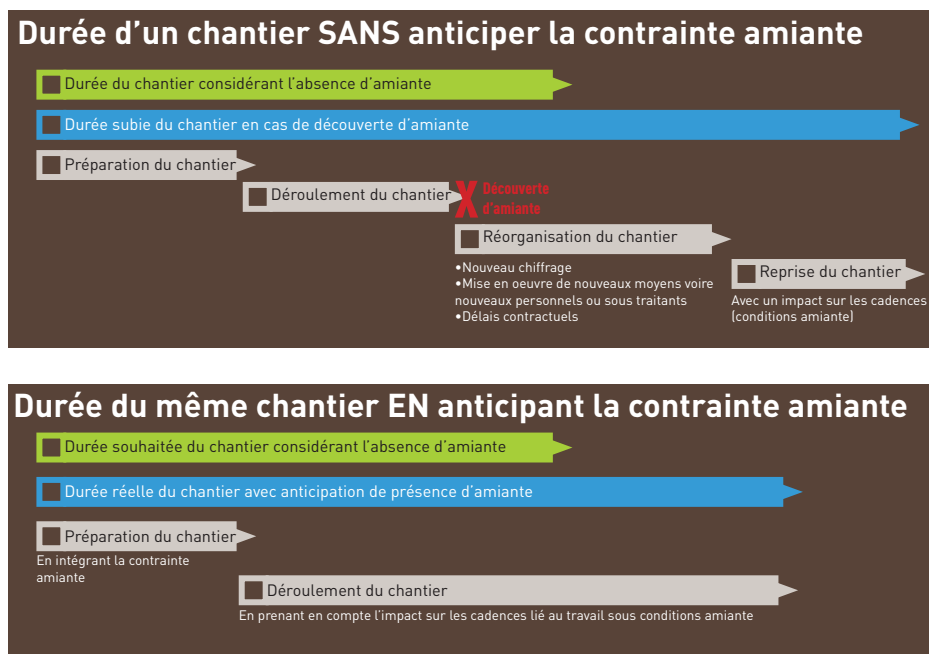 Durée d'un chantier SANS anticiper la contrainte amiante
Durée du chantier considérant l'absence d'amiante
Durée subie du chantier en cas de découverte d'amiante
Préparation du chantier
Déroulement du chantier
X Découverte
d'amiante
Réorganisation du chantier
•Nouveau chiffrage
•Mise en oeuvre de nouveaux moyens voire
nouveaux personnels ou sous traitants
•Délais contractuels
Reprise du chantier
Avec un impact sur les cadences
(conditions amiante)
Durée du même chantier EN anticipant la contrainte amiante
Durée souhaitée du chantier considérant l'absence d'amiante
Durée réelle du chantier avec anticipation de présence d'amiante
Préparation du chantier
En intégrant la contrainte
amiante
Déroulement du chantier
En prenant en compte l'impact sur les cadences lié au travail sous conditions amiante